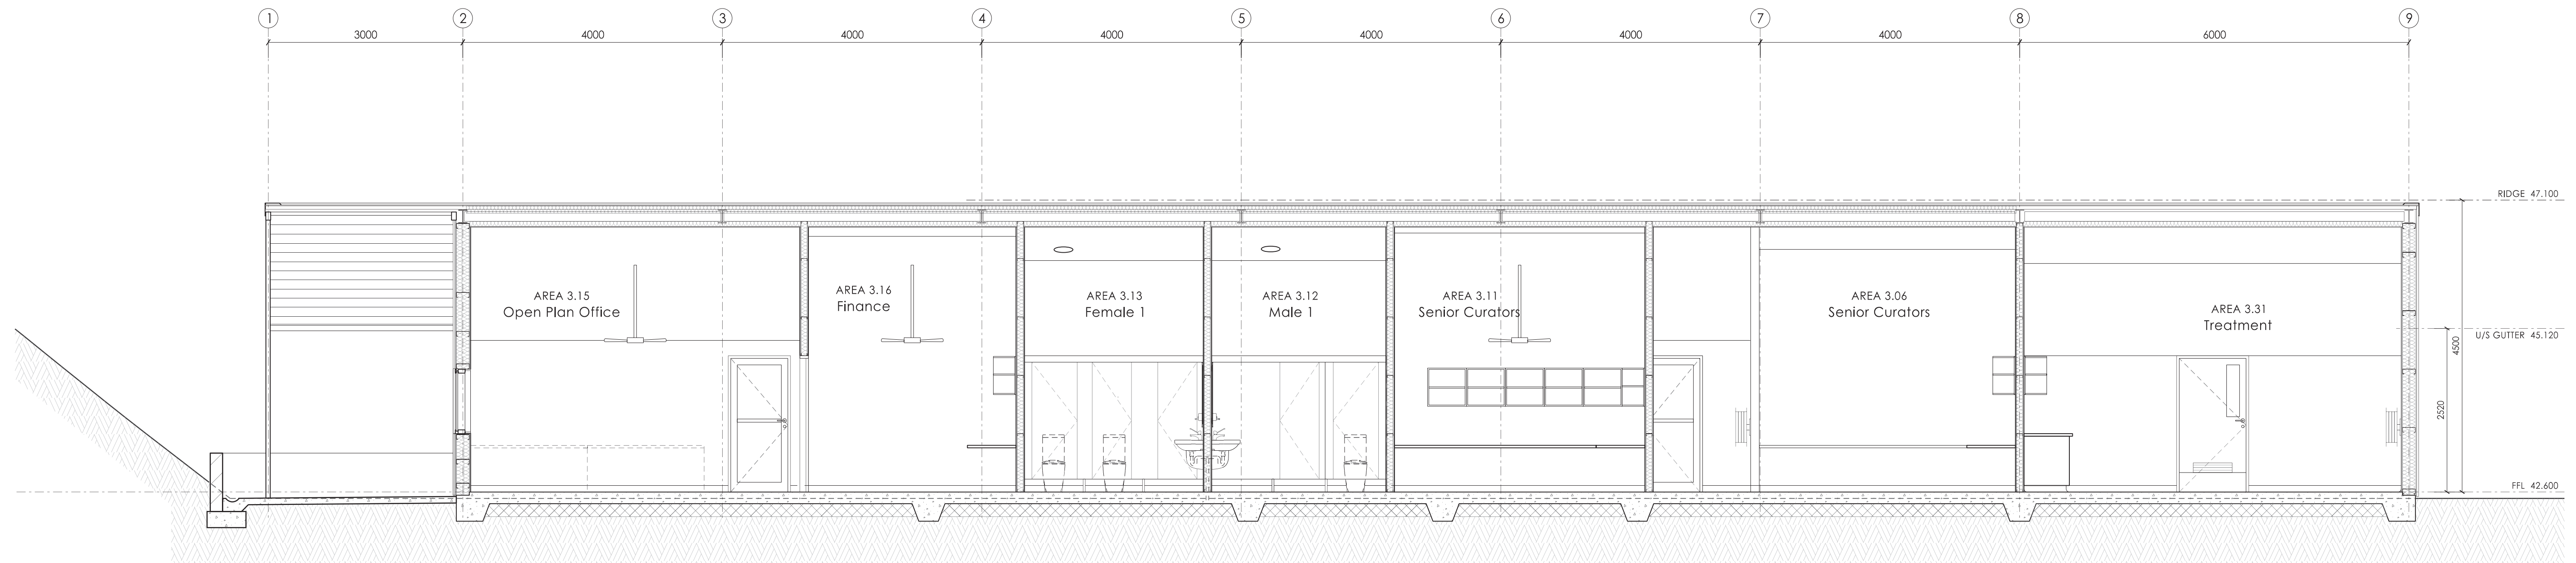 1 2 3 4 5 6 7 8 9
3000 4000 4000 4000 4000 4000 4000 6000
RIDGE 47.100
AREA 3.15
Open Plan Office
AREA 3.16
Finance
AREA 3.13
Female 1
AREA 3.12
Male 1
AREA 3.11
Senior Curators
AREA 3.06
Senior Curators
AREA 3.31
Treatment
U/S GUTTER 45.120
4500
2520
FFL 42.600